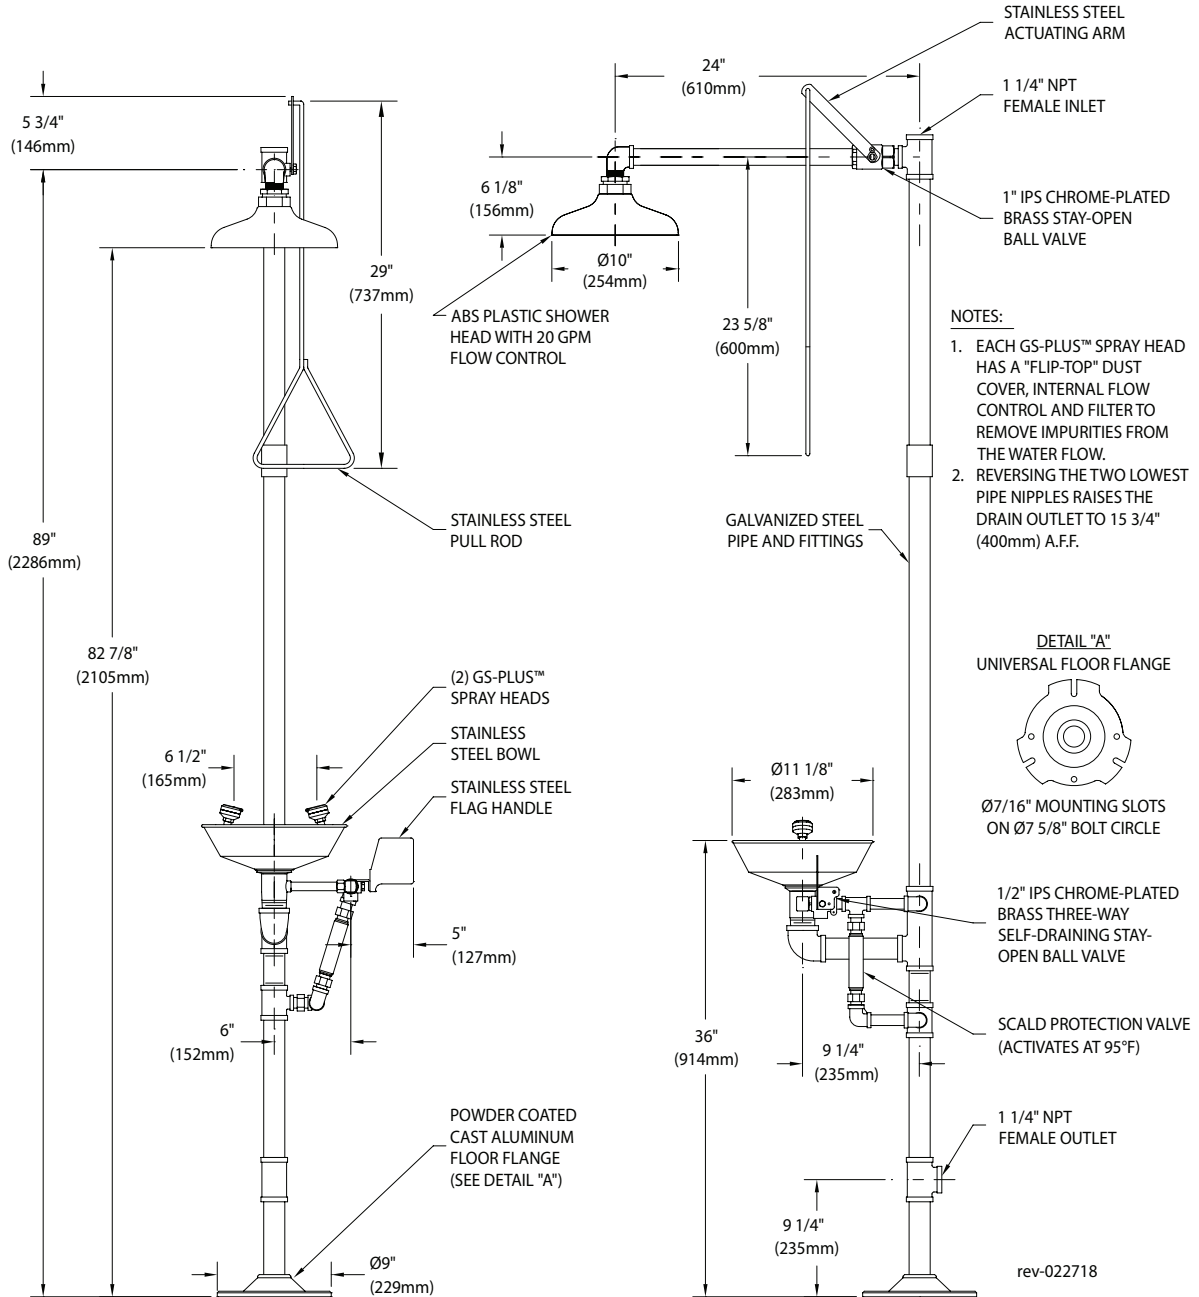 STAINLESS STEEL
ACTUATING ARM
24"
(610mm)
1 1/4" NPT
FEMALE INLET
5 3/4"
(146mm)
6 1/8"
(156mm)
1" IPS CHROME-PLATED
BRASS STAY-OPEN
BALL VALVE
Ø10"
(254mm)
29"
(737mm)
ABS PLASTIC SHOWER
HEAD WITH 20 GPM
FLOW CONTROL
23 5/8"
(600mm)
NOTES:
1. EACH GS-PLUS™ SPRAY HEAD
HAS A "FLIP-TOP" DUST
COVER, INTERNAL FLOW
CONTROL AND FILTER TO
REMOVE IMPURITIES FROM
THE WATER FLOW.
2. REVERSING THE TWO LOWEST
PIPE NIPPLES RAISES THE
DRAIN OUTLET TO 15 3/4"
(400mm) A.F.F.
STAINLESS STEEL
PULL ROD
GALVANIZED STEEL
PIPE AND FITTINGS
89"
(2286mm)
82 7/8"
(2105mm)
DETAIL "A"
UNIVERSAL FLOOR FLANGE
Ø7/16" MOUNTING SLOTS
ON Ø7 5/8" BOLT CIRCLE
(2) GS-PLUS™
SPRAY HEADS
STAINLESS
STEEL BOWL
STAINLESS STEEL
FLAG HANDLE
6 1/2"
(165mm)
Ø11 1/8"
(283mm)
1/2" IPS CHROME-PLATED
BRASS THREE-WAY
SELF-DRAINING STAY-
OPEN BALL VALVE
5"
(127mm)
6"
(152mm)
36"
(914mm)
9 1/4"
(235mm)
SCALD PROTECTION VALVE
(ACTIVATES AT 95°F)
POWDER COATED
CAST ALUMINUM
FLOOR FLANGE
(SEE DETAIL "A")
1 1/4" NPT
FEMALE OUTLET
9 1/4"
(235mm)
Ø9"
(229mm)
rev-022718